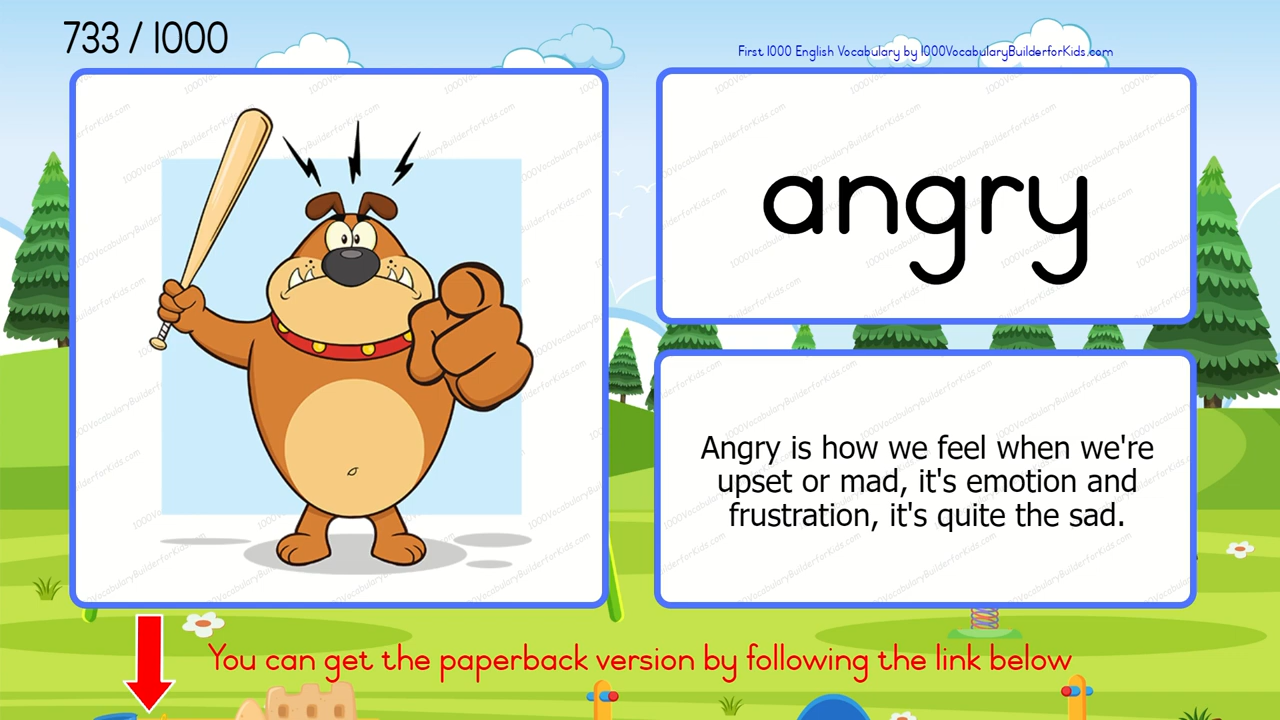 733 / 1000
First 1000 English Vocabulary by 1000VocabularyBuilderforKids.com
angry
Angry is how we feel when we're
upset or mad, it's emotion and
frustration, it's quite the sad.
You can get the paperback version by following the link below
1000VocabularyBuilderforKids.com